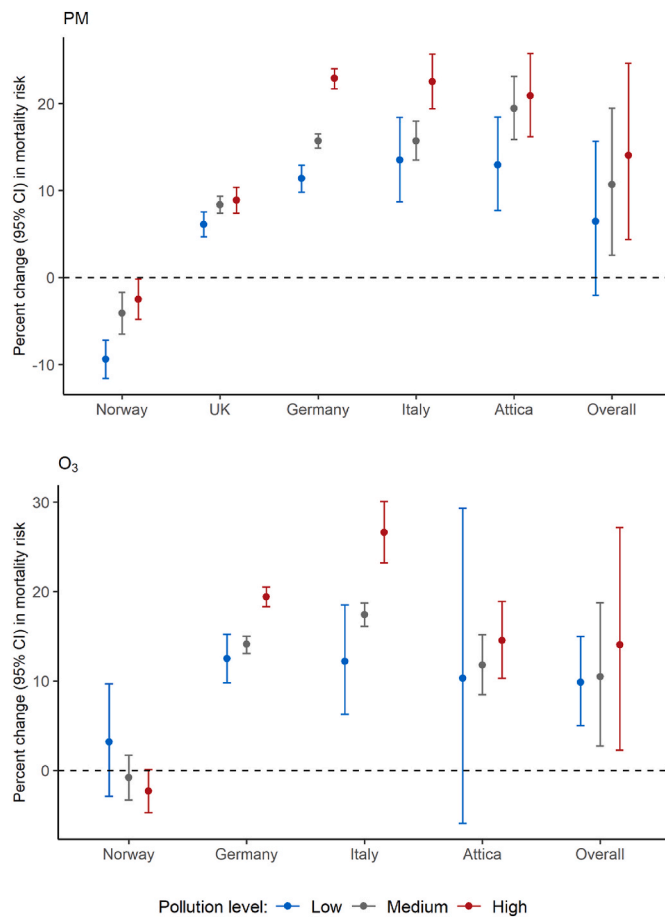 PM
Percent change (95% CI) in mortality risk
20
10
0
-10
Norway UK Germany Italy Attica Overall
O₃
Percent change (95% CI) in mortality risk
30
20
10
0
Norway Germany Italy Attica Overall
Pollution level: Low Medium High